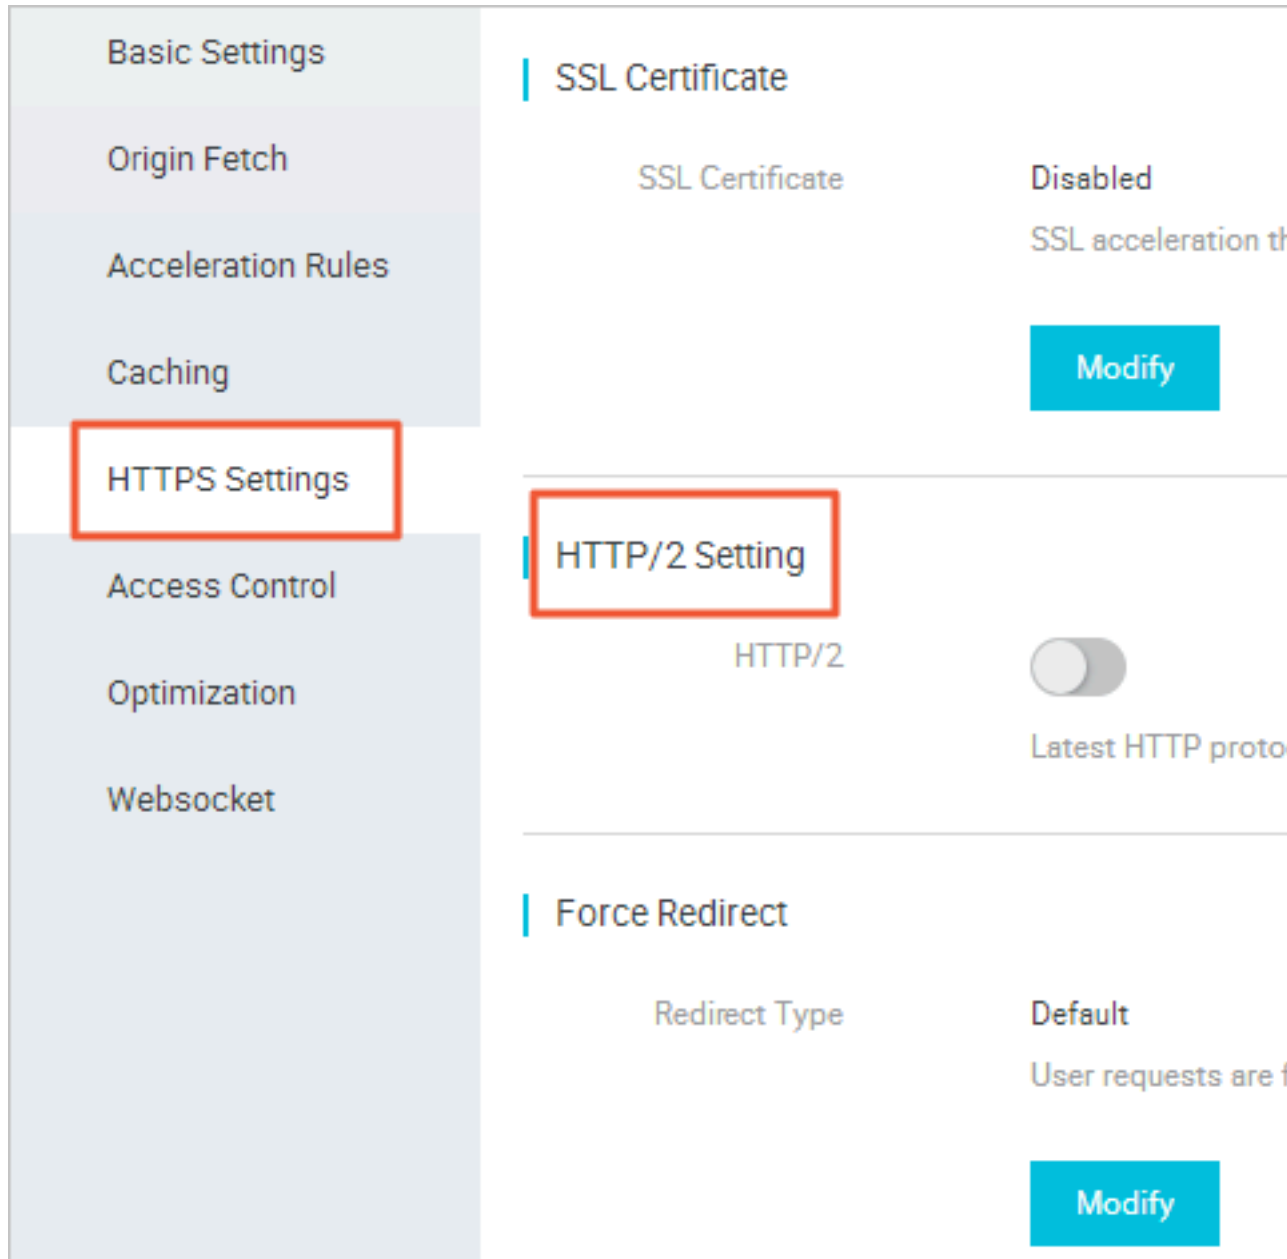 Basic Settings
Origin Fetch
Acceleration Rules
Caching
HTTPS Settings
Access Control
Optimization
Websocket
SSL Certificate
SSL Certificate
Disabled
SSL acceleration
Modify
HTTP/2 Setting
HTTP/2
Latest HTTP
Force Redirect
Redirect Type
Default
User requests are
Modify